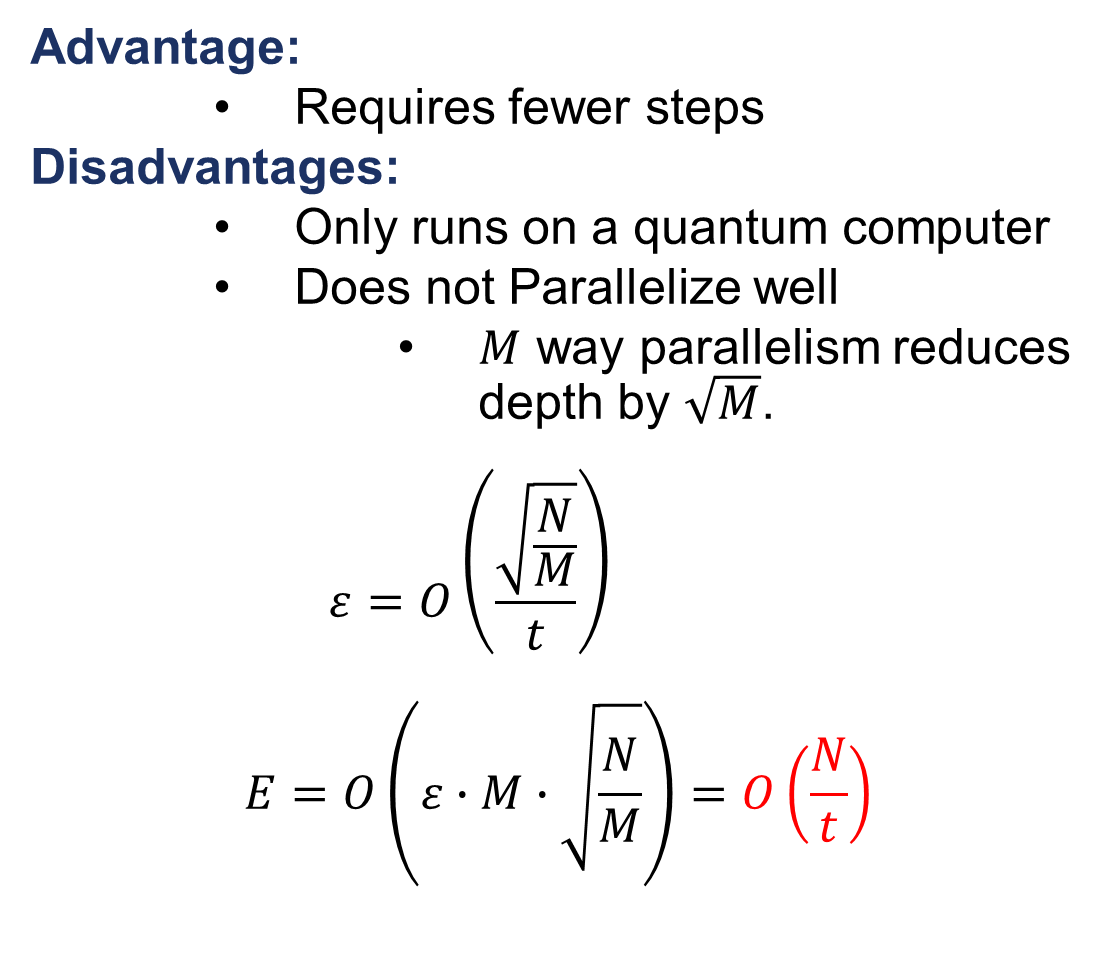 Advantage:
• Requires fewer steps
Disadvantages:
• Only runs on a quantum computer
• Does not Parallelize well
• M way parallelism reduces
depth by √M.
ε = O(√(N/M)/t)
E = O(ε · M · √(N/M)) = O(N/t)